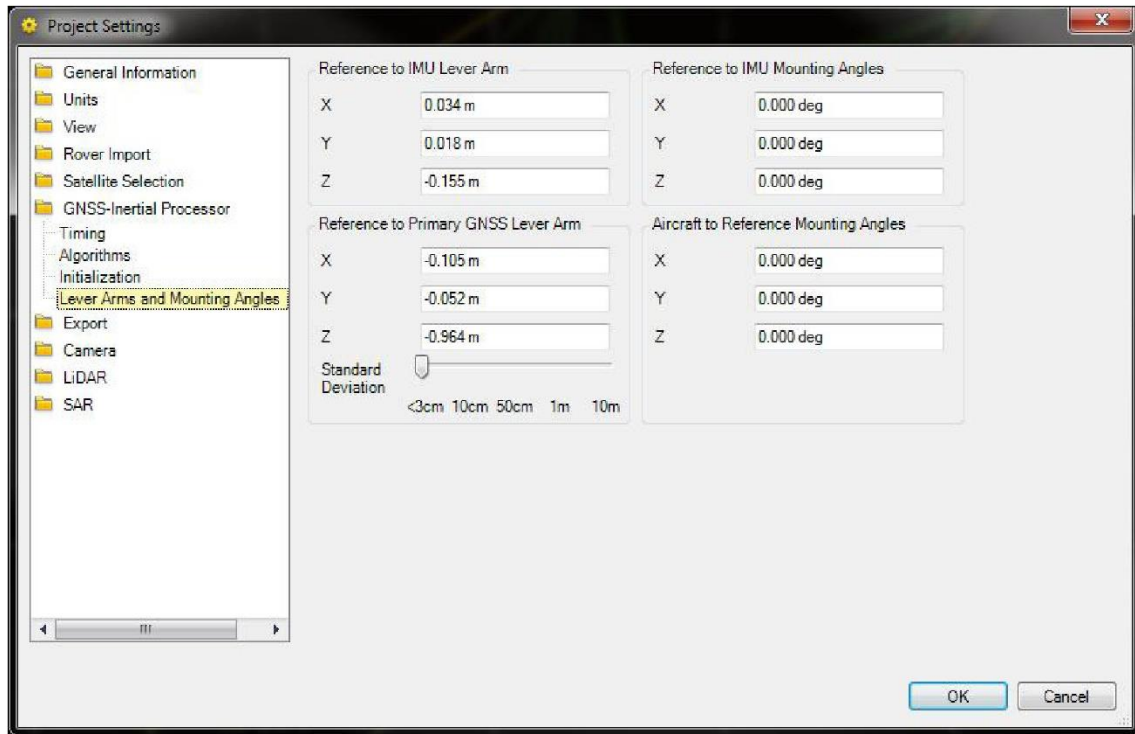 Project Settings
General Information
Units
View
Rover Import
Satellite Selection
GNSS-Inertial Processor
Timing
Algorithms
Initialization
Lever Arms and Mounting Angles
Export
Camera
LiDAR
SAR
Reference to IMU Lever Arm
X 0.034 m
Y 0.018 m
Z -0.155 m
Reference to IMU Mounting Angles
X 0.000 deg
Y 0.000 deg
Z 0.000 deg
Reference to Primary GNSS Lever Arm
X -0.105 m
Y -0.052 m
Z -0.964 m
Standard
Deviation
<3cm 10cm 50cm 1m 10m
Aircraft to Reference Mounting Angles
X 0.000 deg
Y 0.000 deg
Z 0.000 deg
OK Cancel